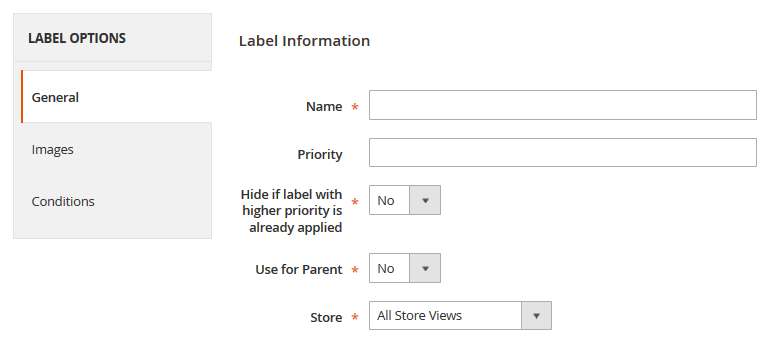 LABEL OPTIONS
General
Images
Conditions
Label Information
Name *
Priority
Hide if label with
higher priority is
already applied * No
Use for Parent * No
Store * All Store Views